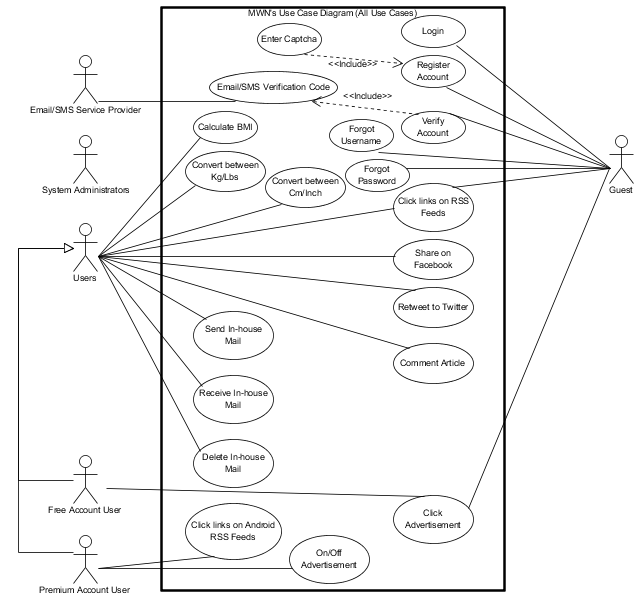 MWN's Use Case Diagram (All Use Cases)
Enter Captcha
Login
<<Include>>
Register
Account
Email/SMS Verification Code
<<Include>>
Email/SMS Service Provider
Calculate BMI
Forgot
Username
Verify
Account
Convert between
Kg/Lbs
Convert between
Cm/Inch
Forgot
Password
System Administrators
Guest
Click links on RSS
Feeds
Share on
Facebook
Users
Retweet to Twitter
Send In-house
Mail
Comment Article
Receive In-house
Mail
Delete In-house
Mail
Free Account User
Click
Advertisement
Click links on Android
RSS Feeds
On/Off
Advertisement
Premium Account User